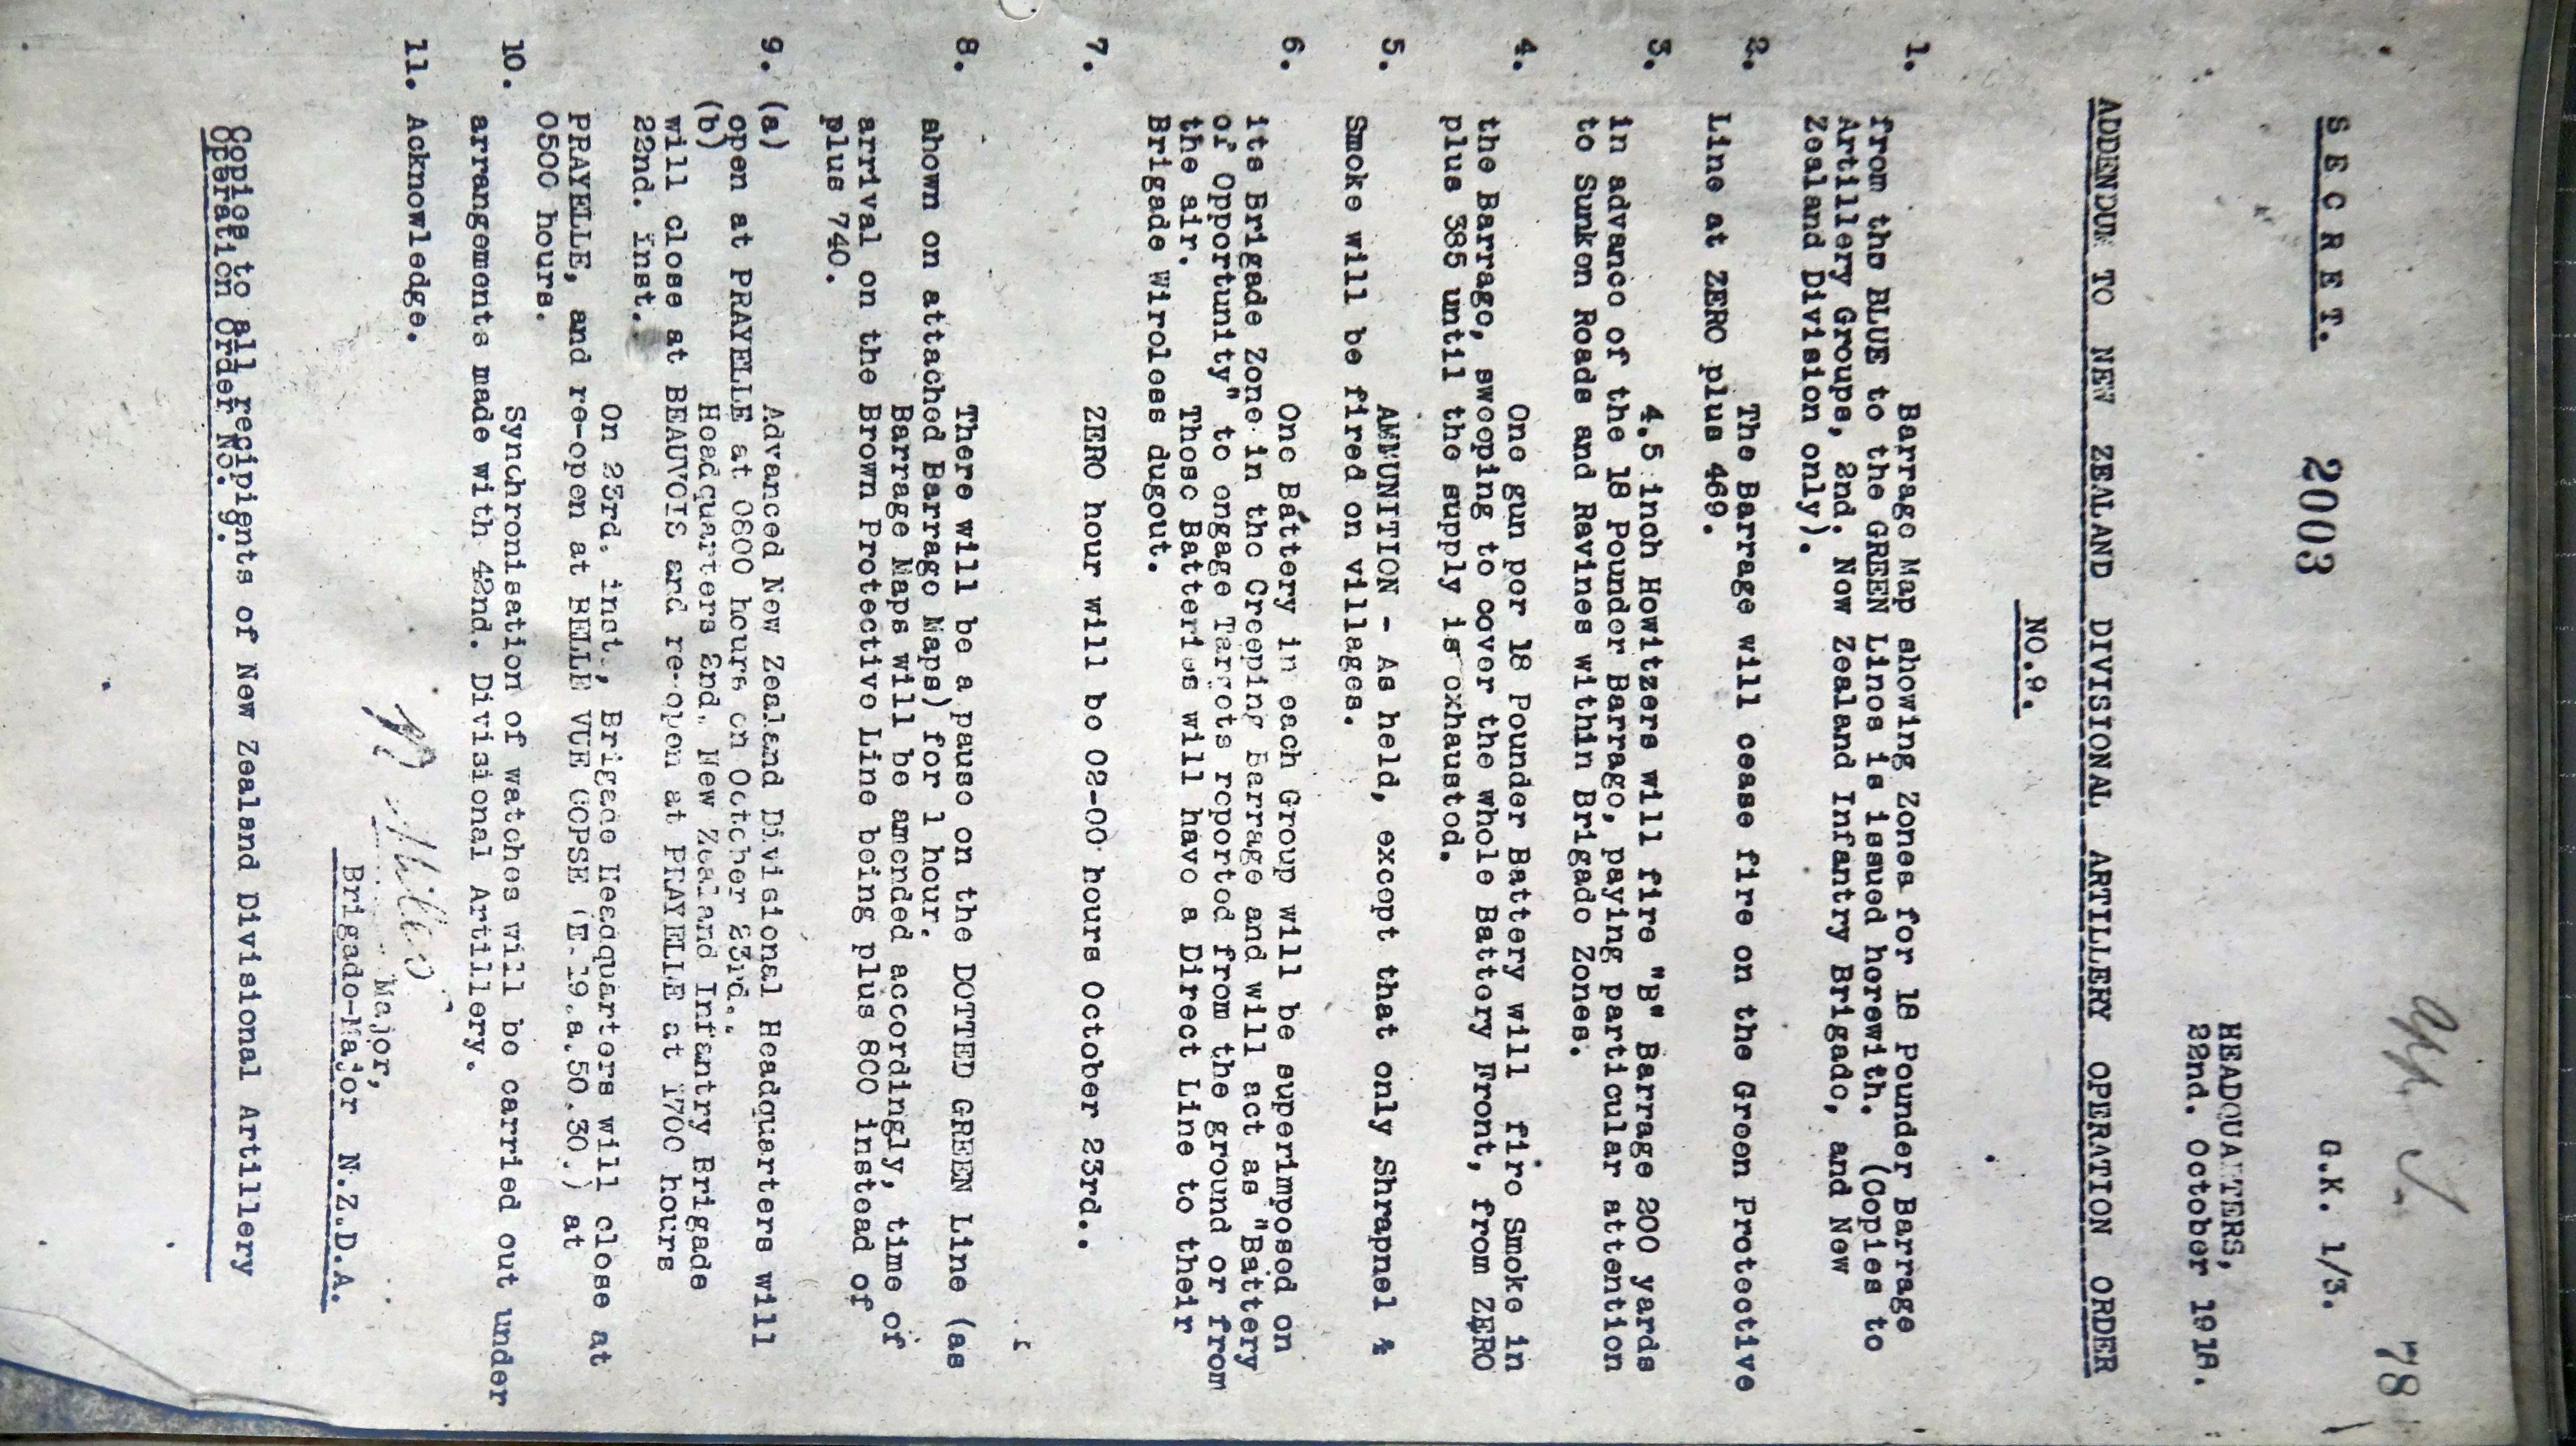 App J. 78
S E C R E T. 2003 G.K. 1/3.
HEADQUARTERS,
22nd. October 1918.
ADDENDUM TO NEW ZEALAND DIVISIONAL ARTILLERY OPERATION ORDER
NO.9.
1. Barrage Map showing Zones for 18 Pounder Barrage
from the BLUE to the GREEN Lines is issued herewith. (Copies to
Artillery Groups, 2nd. New Zealand Infantry Brigade, and New
Zealand Division only).
2. The Barrage will cease fire on the Green Protective
Line at ZERO plus 469.
3. 4.5 inch Howitzers will fire "B" Barrage 200 yards
in advance of the 18 Pounder Barrage, paying particular attention
to Sunken Roads and Ravines within Brigade Zones.
4. One gun per 18 Pounder Battery will fire Smoke in
the Barrage, sweeping to cover the whole Battery Front, from ZERO
plus 385 until the supply is exhausted.
5. AMMUNITION - As held, except that only Shrapnel &
Smoke will be fired on villages.
6. One Battery in each Group will be superimposed on
its Brigade Zone in the Creeping Barrage and will act as "Battery
of Opportunity" to engage Targets reported from the ground or from
the air. Those Batteries will have a Direct Line to their
Brigade Wireless dugout.
7. ZERO hour will be 02-00 hours October 23rd..
8. There will be a pause on the DOTTED GREEN Line (as
shown on attached Barrage Maps) for 1 hour.
Barrage Maps will be amended accordingly, time of
arrival on the Brown Protective Line being plus 800 instead of
plus 740.
9. (a) Advanced New Zealand Divisional Headquarters will
open at PRAYELLE at 0800 hours on October 23rd..
(b) Headquarters 2nd. New Zealand Infantry Brigade
will close at BEAUVOIS and re-open at PRAYELLE at 1700 hours
22nd. inst.
On 23rd. inst, Brigade Headquarters will close at
PRAYELLE, and re-open at BELLE VUE COPSE (E.19.a.50.30.) at
0500 hours.
10. Synchronisation of watches will be carried out under
arrangements made with 42nd. Divisional Artillery.
11. Acknowledge.
Major,
Brigade-Major N.Z.D.A.
Copies to all recipients of New Zealand Divisional Artillery
Operation Order No. 9.